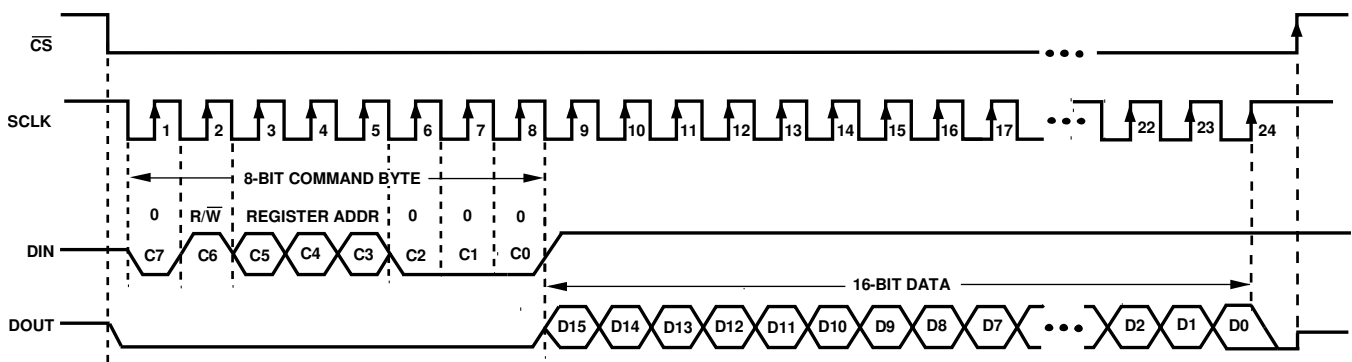 CS
SCLK 1 2 3 4 5 6 7 8 9 10 11 12 13 14 15 16 17 22 23 24
8-BIT COMMAND BYTE
0 R/W REGISTER ADDR 0 0 0
DIN C7 C6 C5 C4 C3 C2 C1 C0
16-BIT DATA
DOUT D15 D14 D13 D12 D11 D10 D9 D8 D7 D2 D1 D0